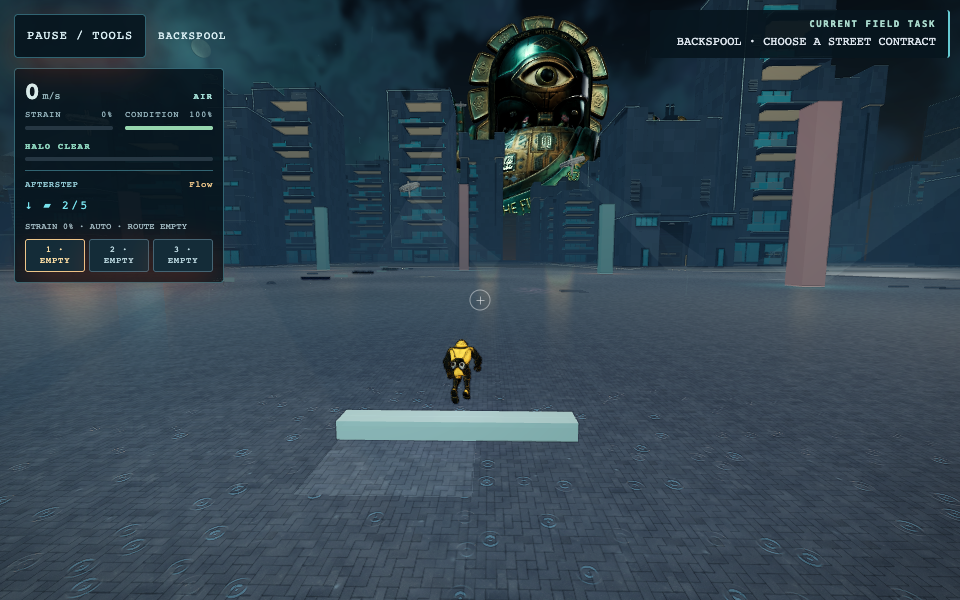 PAUSE / TOOLS
BACKSPOOL
CURRENT FIELD TASK
BACKSPOOL · CHOOSE A STREET CONTRACT
0 m/s
AIR
STRAIN 0%
CONDITION 100%
HALO CLEAR
AFTERSTEP
Flow
2/5
STRAIN 0% · AUTO · ROUTE EMPTY
1 · EMPTY
2 · EMPTY
3 · EMPTY